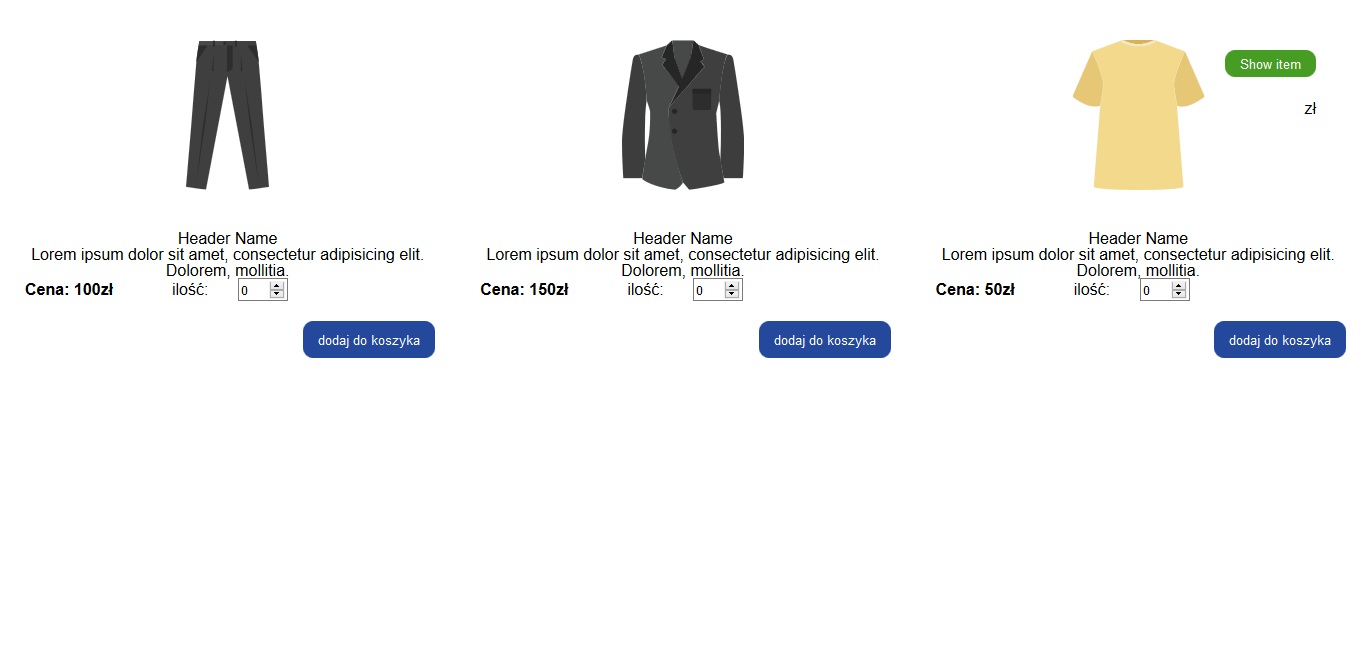 Show item
zł
Header Name
Lorem ipsum dolor sit amet, consectetur adipisicing elit.
Dolorem, mollitia.
Cena: 100zł ilość: 0
dodaj do koszyka
Header Name
Lorem ipsum dolor sit amet, consectetur adipisicing elit.
Dolorem, mollitia.
Cena: 150zł ilość: 0
dodaj do koszyka
Header Name
Lorem ipsum dolor sit amet, consectetur adipisicing elit.
Dolorem, mollitia.
Cena: 50zł ilość: 0
dodaj do koszyka